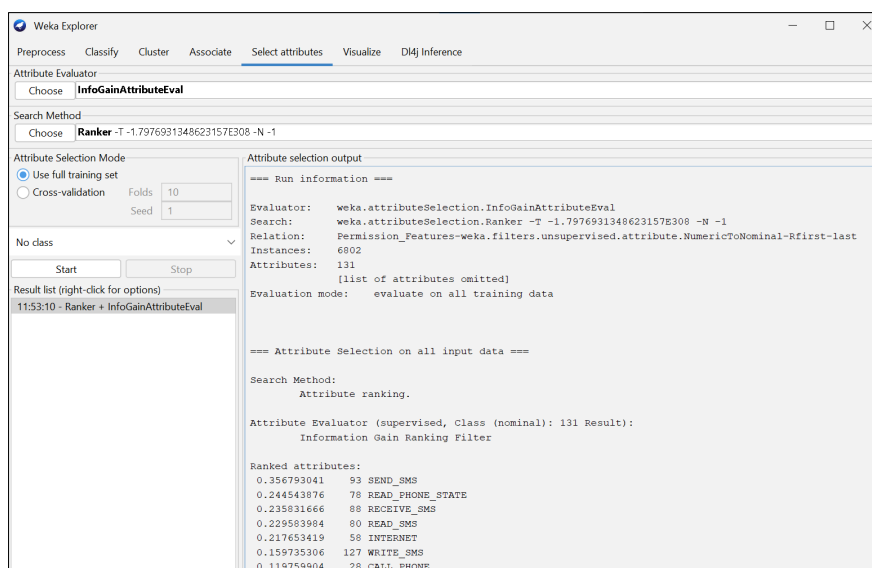 Weka Explorer
Preprocess Classify Cluster Associate Select attributes Visualize Dl4j Inference
Attribute Evaluator
Choose InfoGainAttributeEval
Search Method
Choose Ranker -T -1.7976931348623157E308 -N -1
Attribute Selection Mode
Use full training set
Cross-validation Folds 10
Seed 1
No class
Start Stop
Result list (right-click for options)
11:53:10 - Ranker + InfoGainAttributeEval
Attribute selection output
=== Run information ===
Evaluator: weka.attributeSelection.InfoGainAttributeEval
Search: weka.attributeSelection.Ranker -T -1.7976931348623157E308 -N -1
Relation: Permission_Features-weka.filters.unsupervised.attribute.NumericToNominal-Rfirst-last
Instances: 6802
Attributes: 131
[list of attributes omitted]
Evaluation mode: evaluate on all training data
=== Attribute Selection on all input data ===
Search Method:
Attribute ranking.
Attribute Evaluator (supervised, Class (nominal): 131 Result):
Information Gain Ranking Filter
Ranked attributes:
0.356793041 93 SEND_SMS
0.244543876 78 READ_PHONE_STATE
0.235831666 88 RECEIVE_SMS
0.229583984 80 READ_SMS
0.217653419 58 INTERNET
0.159735306 127 WRITE_SMS
0.119759904 28 CALL_PHONE